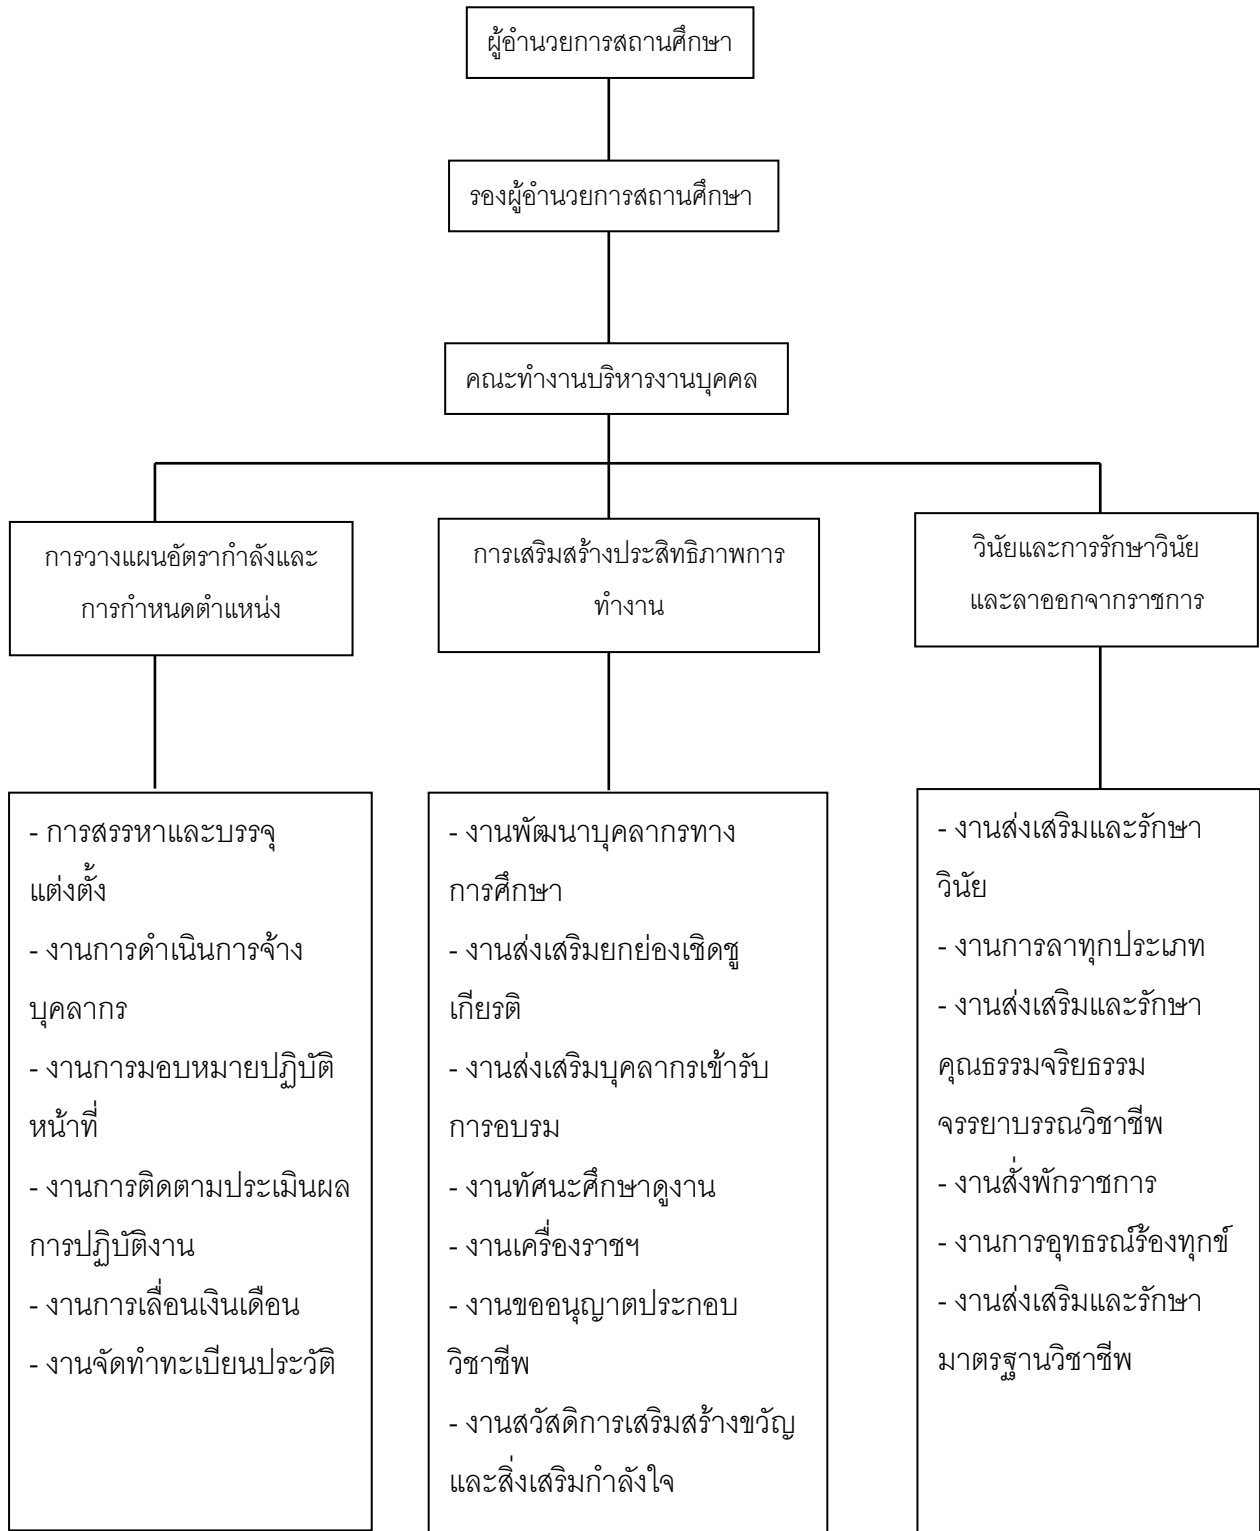 ผู้อำนวยการสถานศึกษา
รองผู้อำนวยการสถานศึกษา
คณะทำงานบริหารงานบุคคล
การวางแผนอัตรากำลังและ
การกำหนดตำแหน่ง
การเสริมสร้างประสิทธิภาพการ
ทำงาน
วินัยและการรักษาวินัย
และลาออกจากราชการ
- การสรรหาและบรรจุ
แต่งตั้ง
- งานการดำเนินการจ้าง
บุคลากร
- งานการมอบหมายปฏิบัติ
หน้าที่
- งานการติดตามประเมินผล
การปฏิบัติงาน
- งานการเลื่อนเงินเดือน
- งานจัดทำทะเบียนประวัติ
- งานพัฒนาบุคลากรทาง
การศึกษา
- งานส่งเสริมยกย่องเชิดชู
เกียรติ
- งานส่งเสริมบุคลากรเข้ารับ
การอบรม
- งานทัศนะศึกษาดูงาน
- งานเครื่องราชฯ
- งานขออนุญาตประกอบ
วิชาชีพ
- งานสวัสดิการเสริมสร้างขวัญ
และสิ่งเสริมกำลังใจ
- งานส่งเสริมและรักษา
วินัย
- งานการลาทุกประเภท
- งานส่งเสริมและรักษา
คุณธรรมจริยธรรม
จรรยาบรรณวิชาชีพ
- งานสั่งพักราชการ
- งานการอุทธรณ์ร้องทุกข์
- งานส่งเสริมและรักษา
มาตรฐานวิชาชีพ